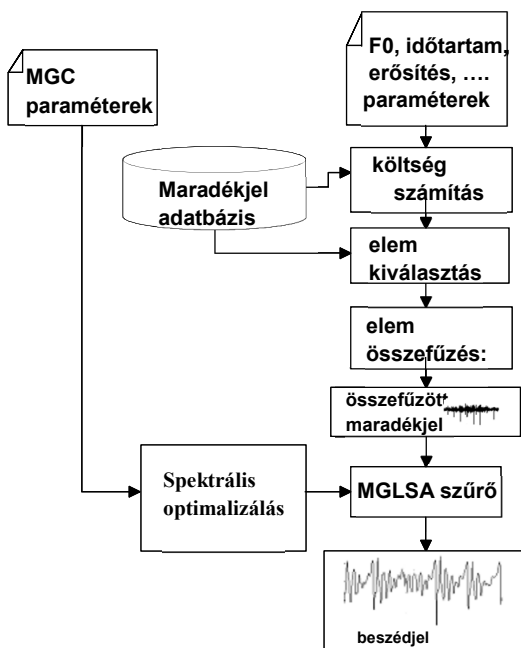 MGC
paraméterek
F0, időtartam,
erősítés, ....
paraméterek
Maradékjel
adatbázis
költség
számítás
elem
kiválasztás
elem
összefűzés:
összefűzött
maradékjel
Spektrális
optimalizálás
MGLSA szűrő
beszédjel